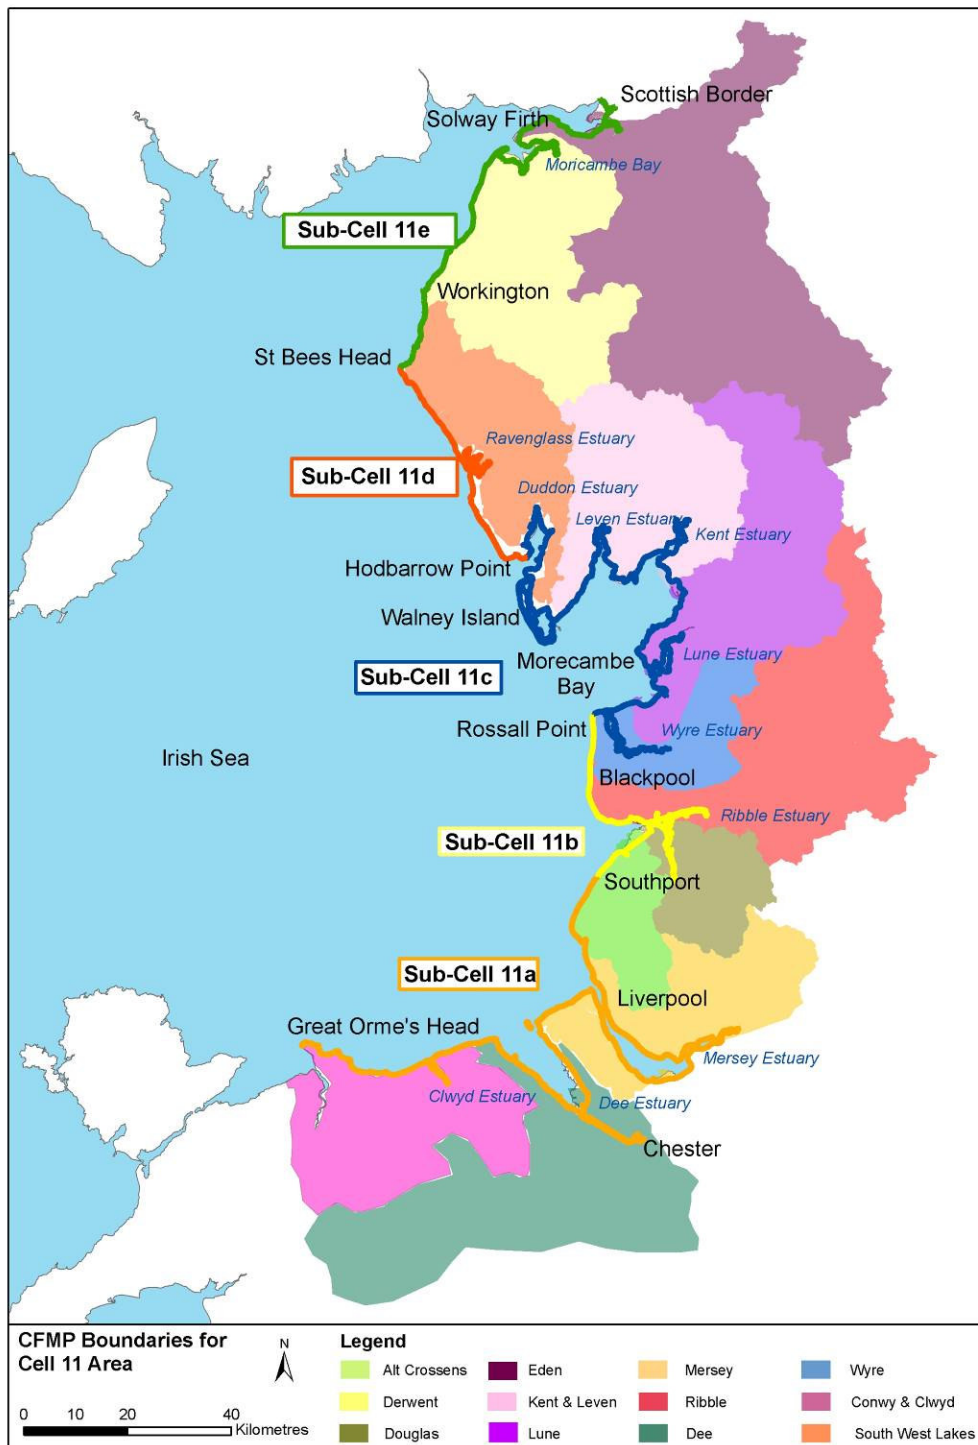 Scottish Border
Solway Firth
Moricambe Bay
Sub-Cell 11e
Workington
St Bees Head
Ravenglass Estuary
Sub-Cell 11d
Duddon Estuary
Leven Estuary
Kent Estuary
Hodbarrow Point
Walney Island
Morecambe
Bay
Lune Estuary
Sub-Cell 11c
Rossall Point
Wyre Estuary
Irish Sea
Blackpool
Ribble Estuary
Sub-Cell 11b
Southport
Sub-Cell 11a
Liverpool
Great Orme's Head
Mersey Estuary
Clwyd Estuary
Dee Estuary
Chester
CFMP Boundaries for
Cell 11 Area
N
0 10 20 40
Kilometres
Legend
Alt Crossens
Eden
Mersey
Wyre
Derwent
Kent & Leven
Ribble
Conwy & Clwyd
Douglas
Lune
Dee
South West Lakes